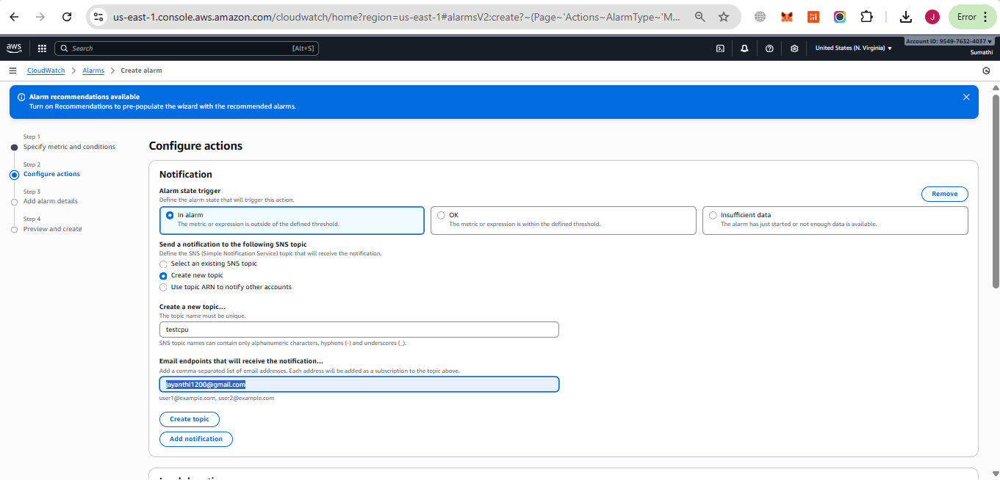 us-east-1.console.aws.amazon.com/cloudwatch/home?region=us-east-1#alarmsV2:create?~(Page~'Actions~AlarmType~'M...
J
Error
aws
Search
[Alt+S]
United States (N. Virginia)
Account ID: 9549-7632-4037
Sumathi
CloudWatch > Alarms > Create alarm
Alarm recommendations available
Turn on Recommendations to pre-populate the wizard with the recommended alarms.
Step 1
Specify metric and conditions
Step 2
Configure actions
Step 3
Add alarm details
Step 4
Preview and create
Configure actions
Notification
Alarm state trigger
Define the alarm state that will trigger this action.
Remove
In alarm
The metric or expression is outside of the defined threshold.
OK
The metric or expression is within the defined threshold.
Insufficient data
The alarm has just started or not enough data is available.
Send a notification to the following SNS topic
Define the SNS (Simple Notification Service) topic that will receive the notification.
Select an existing SNS topic
Create new topic
Use topic ARN to notify other accounts
Create a new topic...
The topic name must be unique.
testcpu
SNS topic names can contain only alphanumeric characters, hyphens (-) and underscores (_).
Email endpoints that will receive the notification...
Add a comma-separated list of email addresses. Each address will be added as a subscription to the topic above.
jayanthi1200@gmail.com
user1@example.com, user2@example.com
Create topic
Add notification